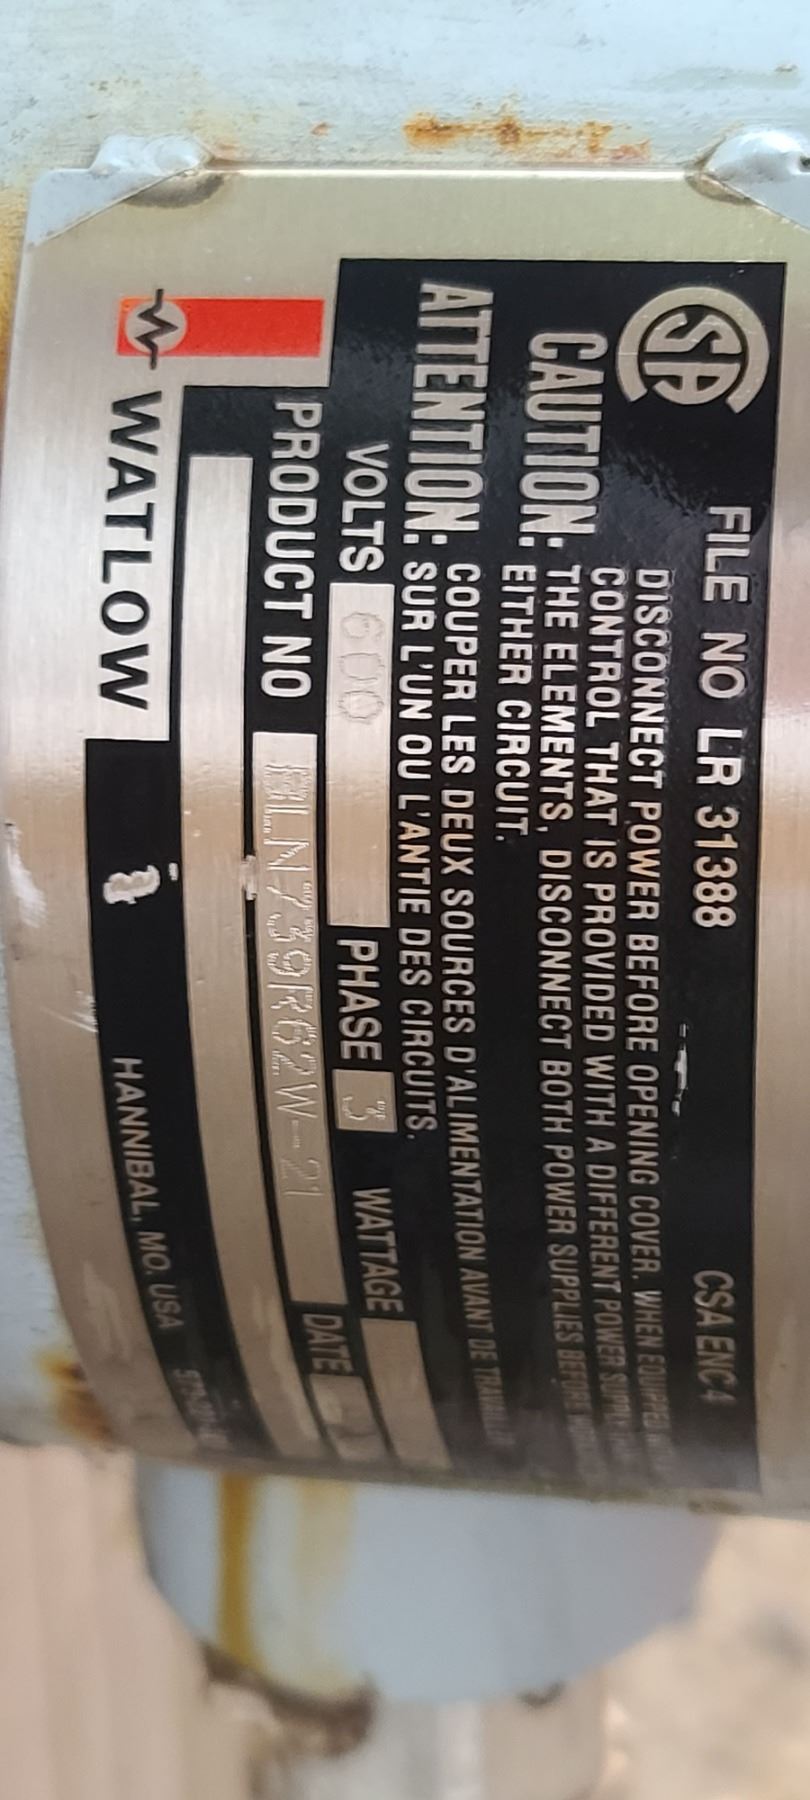 CSA FILE NO LR 31388 CSA ENC 4
DISCONNECT POWER BEFORE OPENING COVER. WHEN EQUIPPED
CONTROL THAT IS PROVIDED WITH A DIFFERENT POWER SUPPLY
CAUTION: THE ELEMENTS, DISCONNECT BOTH POWER SUPPLIES BEFORE
EITHER CIRCUIT.
COUPER LES DEUX SOURCES D'ALIMENTATION AVANT DE
ATTENTION: SUR L'UN OU L'ANTIE DES CIRCUITS.
VOLTS 600 PHASE 3 WATTAGE
PRODUCT NO BLN739R62W-21 DATE
WATLOW
HANNIBAL, MO. USA